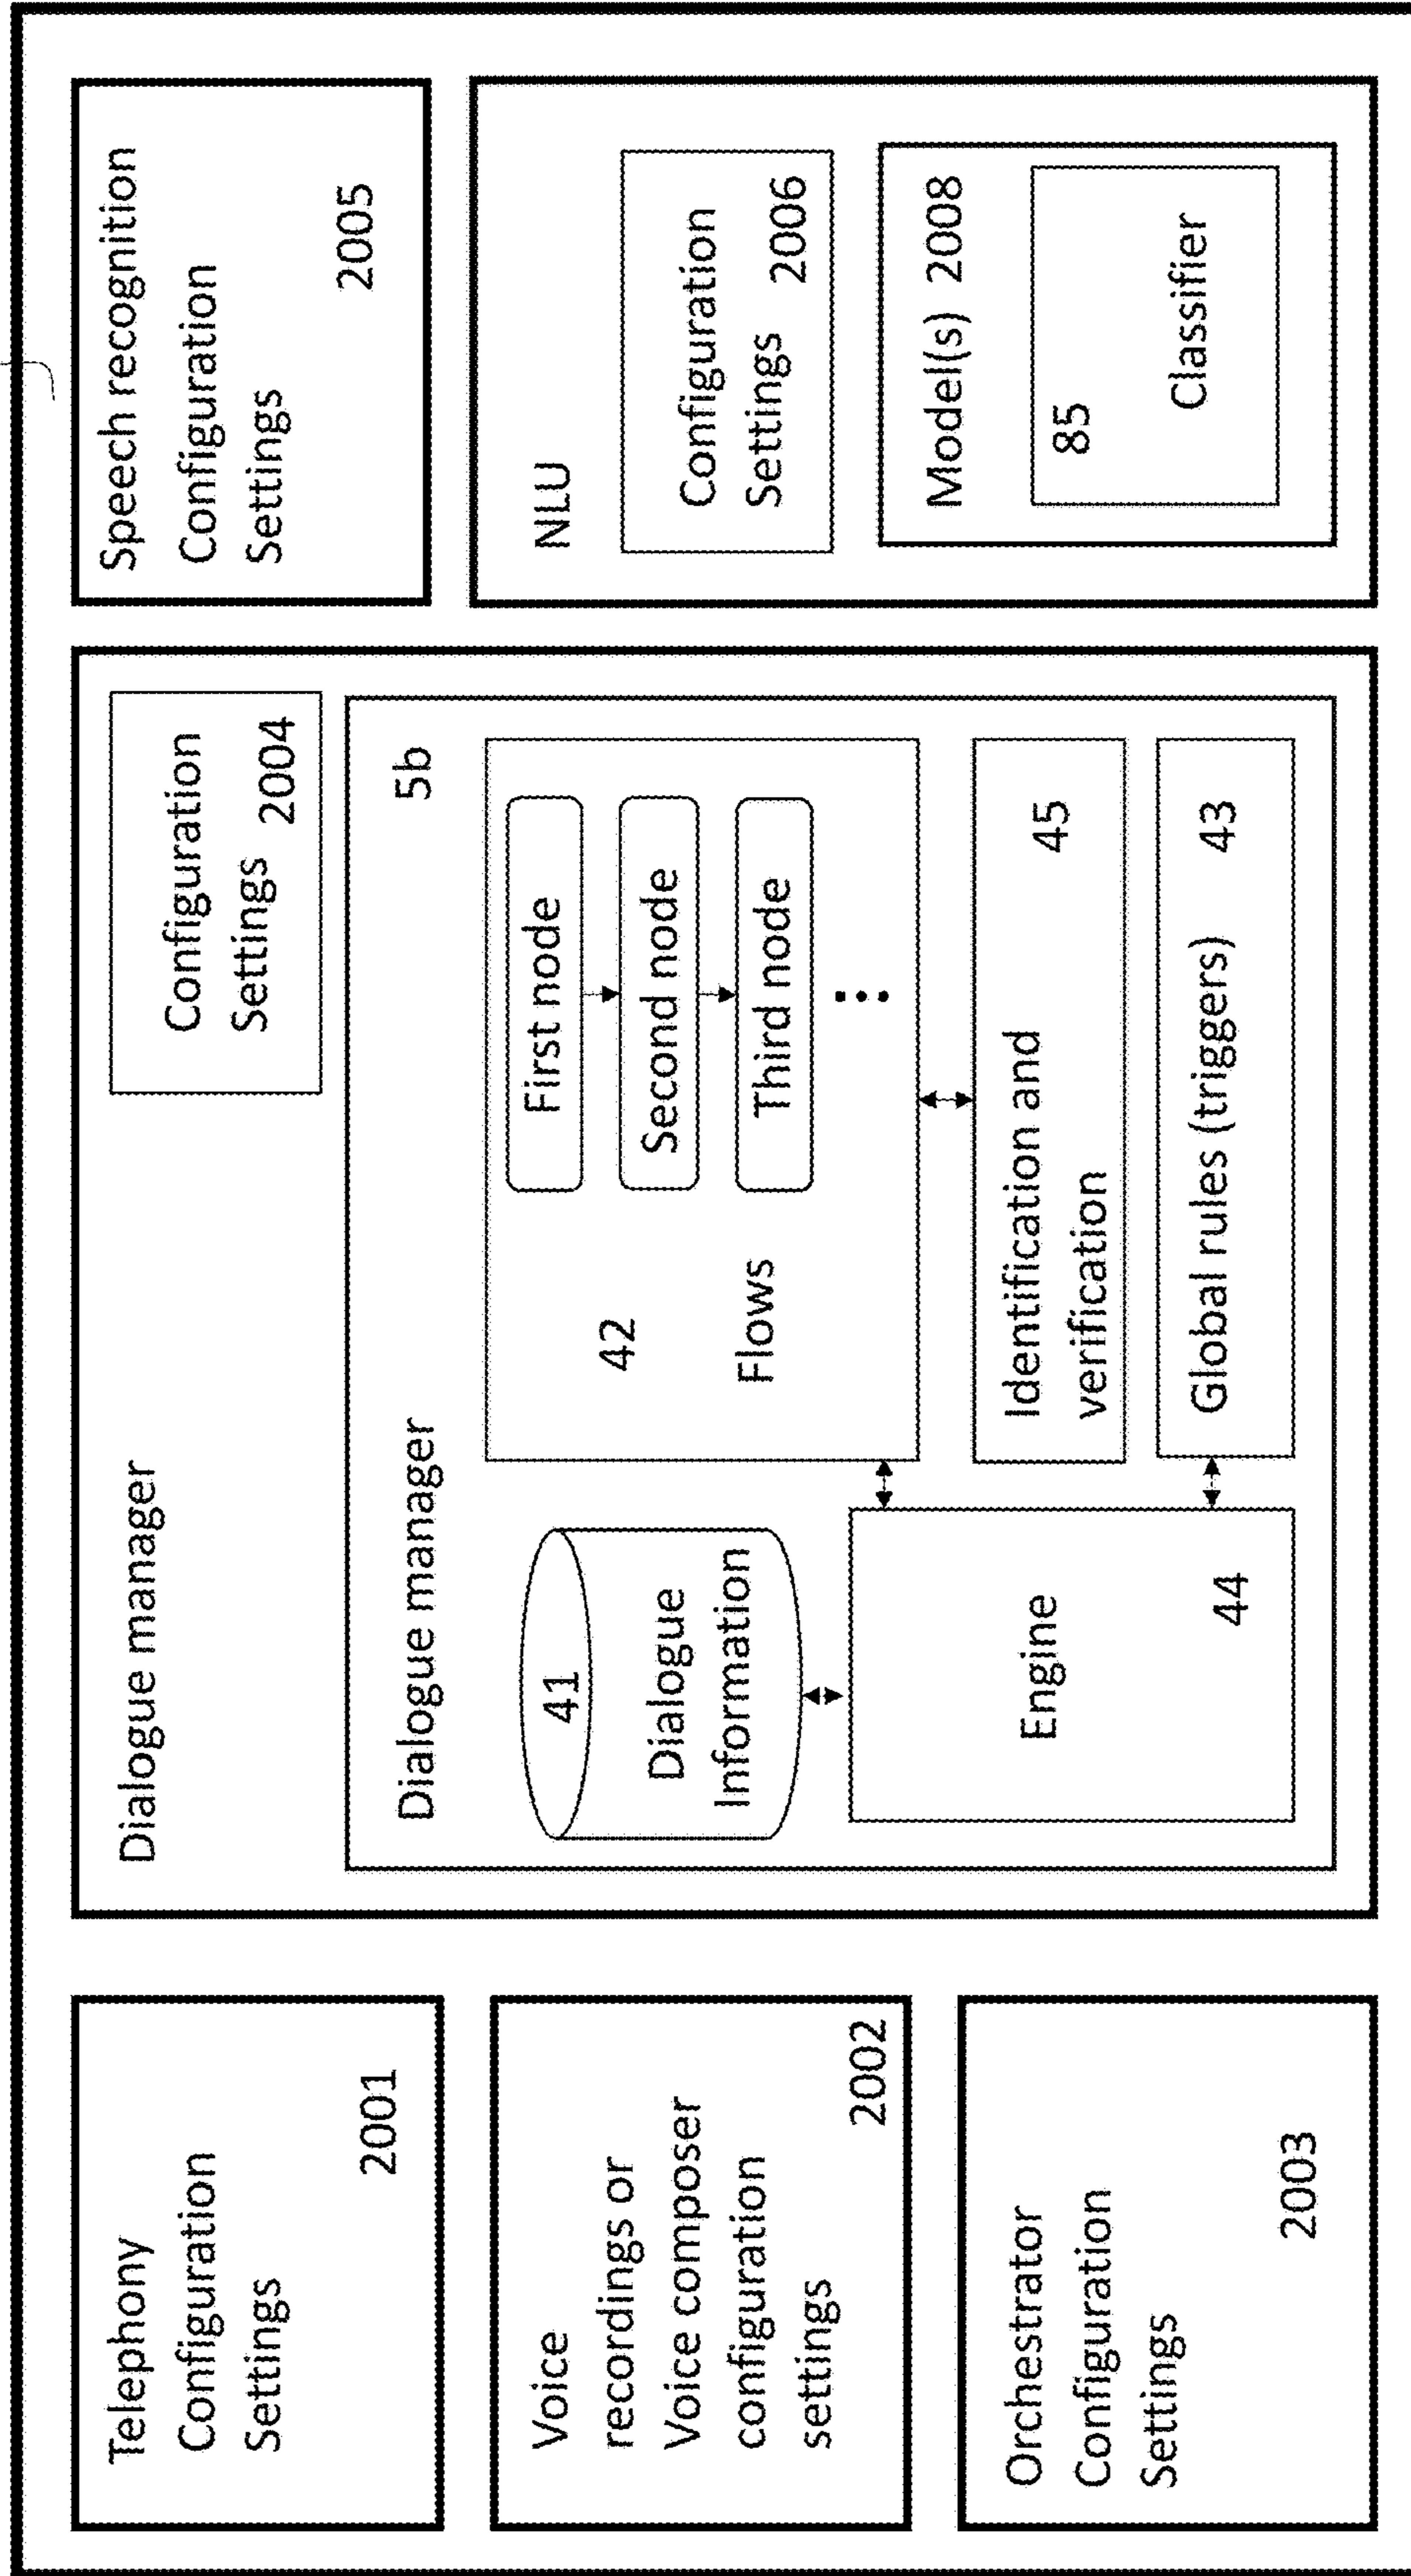 Telephony
Configuration
Settings
2001
Voice
recordings or
Voice composer
configuration
settings
2002
Orchestrator
Configuration
Settings
2003
Dialogue manager
Configuration
Settings 2004
Dialogue manager
5b
41
Dialogue
Information
Engine
44
42
Flows
First node
Second node
Third node
Identification and
verification
45
Global rules (triggers) 43
Speech recognition
Configuration
Settings
2005
NLU
Configuration
Settings 2006
Model(s) 2008
85
Classifier